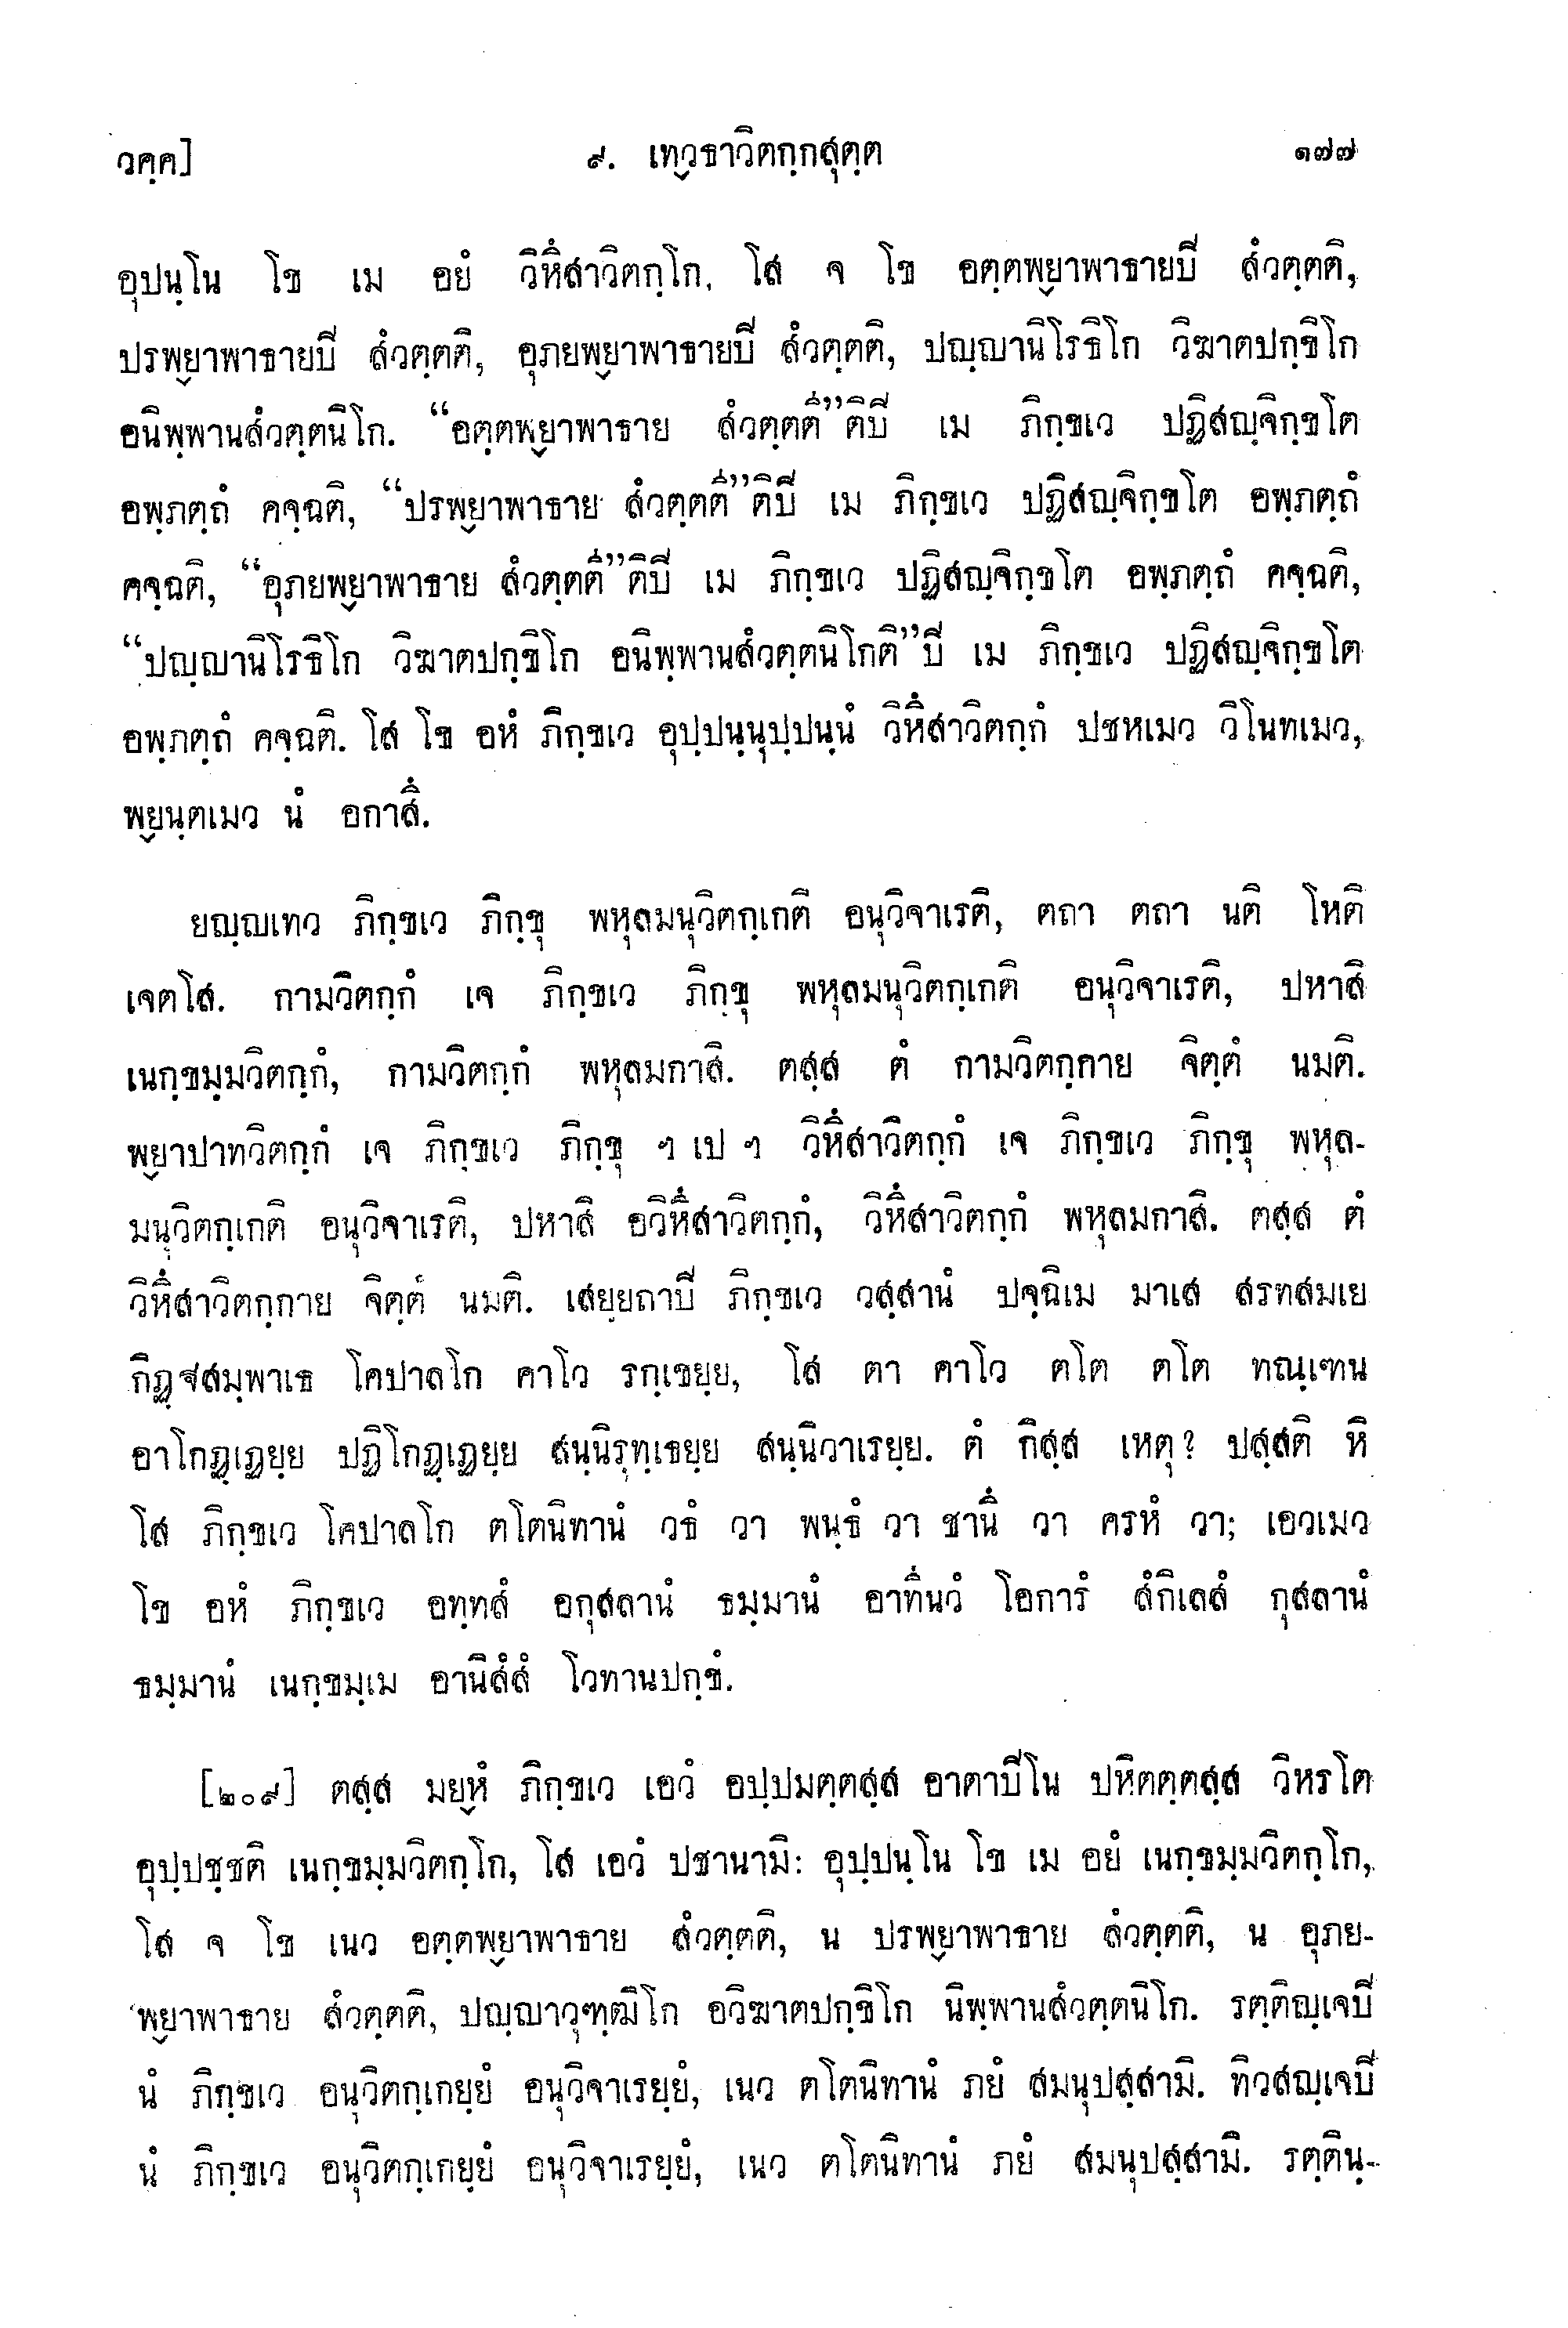 วคฺค] ๙. เทฺวธาวิตกฺกสุตฺต ๑๗๗
อุปนฺโน โข เม อยํ วิหิํสาวิตกฺโก, โส จ โข อตฺตพฺยาพาธายปี สํวตฺตติ,
ปรพฺยาพาธายปี สํวตฺตติ, อุภยพฺยาพาธายปี สํวตฺตติ, ปญฺญานิโรธิโก วิฆาตปกฺขิโก
อนิพฺพานสํวตฺตนิโก. “อตฺตพฺยาพาธาย สํวตฺตตี่”ติปี เม ภิกฺขเว ปฏิสญฺจิกฺขโต
อพฺภตฺถํ คจฺฉติ, “ปรพฺยาพาธาย สํวตฺตตี่”ติปี เม ภิกฺขเว ปฏิสญฺจิกฺขโต อพฺภตฺถํ
คจฺฉติ, “อุภยพฺยาพาธาย สํวตฺตตี่”ติปี เม ภิกฺขเว ปฏิสญฺจิกฺขโต อพฺภตฺถํ คจฺฉติ,
“ปญฺญานิโรธิโก วิฆาตปกฺขิโก อนิพฺพานสํวตฺตนิโกติ”ปี เม ภิกฺขเว ปฏิสญฺจิกฺขโต
อพฺภตฺถํ คจฺฉติ. โส โข อหํ ภิกฺขเว อุปฺปนฺนุปฺปนฺนํ วิหิํสาวิตกฺกํ ปชหเมว วิโนทเมว,
พฺยนฺตเมว นํ อกาสิํ.
ยญฺญเทว ภิกฺขเว ภิกฺขุ พหุลมนุวิตกฺเกติ อนุวิจาเรติ, ตถา ตถา นติ โหติ
เจตโส. กามวิตกฺกํ เจ ภิกฺขเว ภิกฺขุ พหุลมนุวิตกฺเกติ อนุวิจาเรติ, ปหาสิ
เนกฺขมฺมวิตกฺกํ, กามวิตกฺกํ พหุลมกาสิ. ตสฺส ตํ กามวิตกฺกาย จิตฺตํ นมติ.
พฺยาปาทวิตกฺกํ เจ ภิกฺขเว ภิกฺขุ ฯ เป ฯ วิหิํสาวิตกฺกํ เจ ภิกฺขเว ภิกฺขุ พหุล-
มนุวิตกฺเกติ อนุวิจาเรติ, ปหาสิ อวิหิํสาวิตกฺกํ, วิหิํสาวิตกฺกํ พหุลมกาสิ. ตสฺส ตํ
วิหิํสาวิตกฺกาย จิตฺตํ นมติ. เสยฺยถาปี ภิกฺขเว วสฺสานํ ปจฺฉิเม มาเส สรทสมเย
กิฏฺฐสมฺพาเธ โคปาลโก คาโว รกฺเขยฺย, โส ตา คาโว ตโต ตโต ทณฺเฑน
อาโกฏฺเฏยฺย ปฏิโกฏฺเฏยฺย สนฺนิรุทฺเธยฺย สนฺนิวาเรยฺย. ตํ กิสฺส เหตุ? ปสฺสติ หิ
โส ภิกฺขเว โคปาลโก ตโตนิทานํ วธํ วา พนฺธํ วา ชานิํ วา ครหํ วา; เอวเมว
โข อหํ ภิกฺขเว อทฺทสํ อกุสลานํ ธมฺมานํ อาทีนวํ โอการํ สํกิเลสํ กุสลานํ
ธมฺมานํ เนกฺขมฺเม อานิสํสํ โวทานปกฺขํ.
[๒๐๙] ตสฺส มยฺหํ ภิกฺขเว เอวํ อปฺปมตฺตสฺส อาตาปีโน ปหิตตฺตสฺส วิหรโต
อุปฺปชฺชติ เนกฺขมฺมวิตกฺโก, โส เอวํ ปชานามิ: อุปฺปนฺโน โข เม อยํ เนกฺขมฺมวิตกฺโก,
โส จ โข เนว อตฺตพฺยาพาธาย สํวตฺตติ, น ปรพฺยาพาธาย สํวตฺตติ, น อุภย-
พฺยาพาธาย สํวตฺตติ, ปญฺญาวุฑฺฒิโก อวิฆาตปกฺขิโก นิพฺพานสํวตฺตนิโก. รตฺติญฺเจปี
นํ ภิกฺขเว อนุวิตกฺเกยฺยํ อนุวิจาเรยฺยํ, เนว ตโตนิทานํ ภยํ สมนุปสฺสามิ. ทิวสญฺเจปี
นํ ภิกฺขเว อนุวิตกฺเกยฺยํ อนุวิจาเรยฺยํ, เนว ตโตนิทานํ ภยํ สมนุปสฺสามิ. รตฺตินฺ-